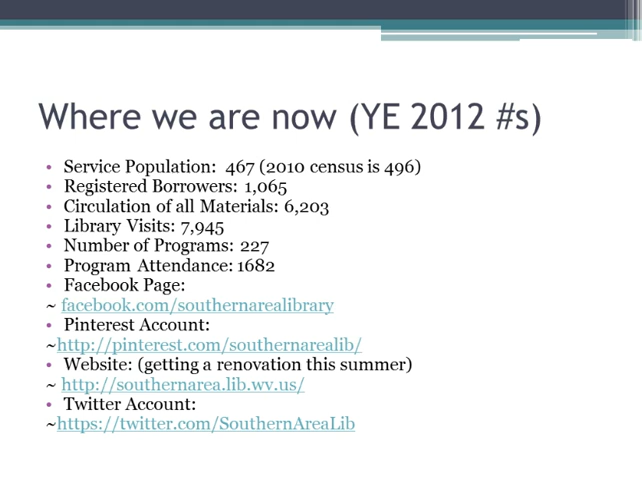 Where we are now (YE 2012 #s)
• Service Population:  467 (2010 census is 496)
• Registered Borrowers: 1,065
• Circulation of all Materials: 6,203
• Library Visits: 7,945
• Number of Programs: 227
• Program Attendance: 1682
• Facebook Page:
~ facebook.com/southernarealibrary
• Pinterest Account:
~http://pinterest.com/southernarealib/
• Website: (getting a renovation this summer)
~ http://southernarea.lib.wv.us/
• Twitter Account:
~https://twitter.com/SouthernAreaLib